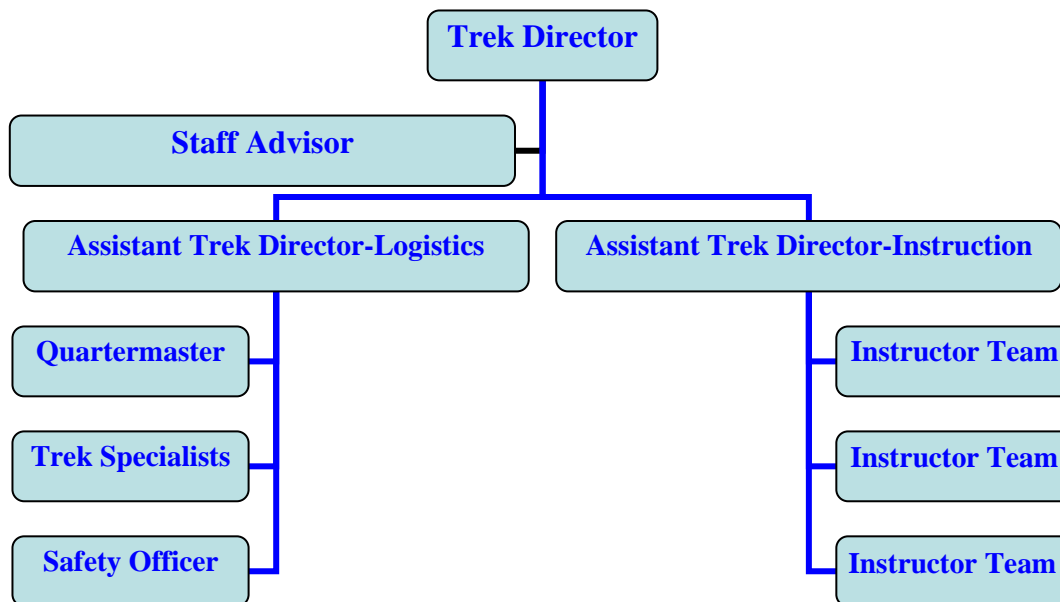 Trek Director
Staff Advisor
Assistant Trek Director-Logistics
Assistant Trek Director-Instruction
Quartermaster
Instructor Team
Trek Specialists
Instructor Team
Safety Officer
Instructor Team